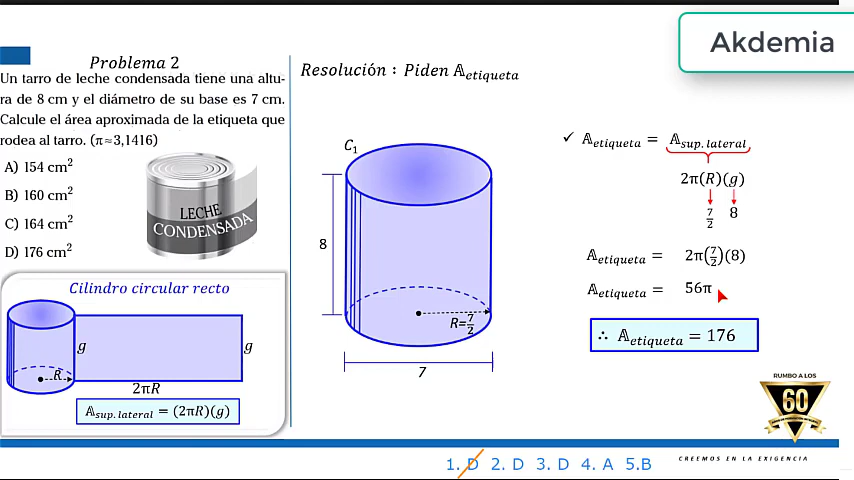 Akdemia
Problema 2
Un tarro de leche condensada tiene una altu-
ra de 8 cm y el diámetro de su base es 7 cm.
Calcule el área aproximada de la etiqueta que
rodea al tarro. (π≈3,1416)
A) 154 cm²
B) 160 cm²
C) 164 cm²
D) 176 cm²
LECHE
CONDENSADA
Cilindro circular recto
g
g
R
2πR
𝔸sup.lateral = (2πR)(g)
Resolución : Piden 𝔸etiqueta
C₁
8
R=7/2
7
✓ 𝔸etiqueta = 𝔸sup.lateral
2π(R)(g)
7/2 8
𝔸etiqueta = 2π(7/2)(8)
𝔸etiqueta = 56π
∴ 𝔸etiqueta = 176
RUMBO A LOS
60
CREEMOS EN LA EXIGENCIA
1. D 2. D 3. D 4. A 5.B